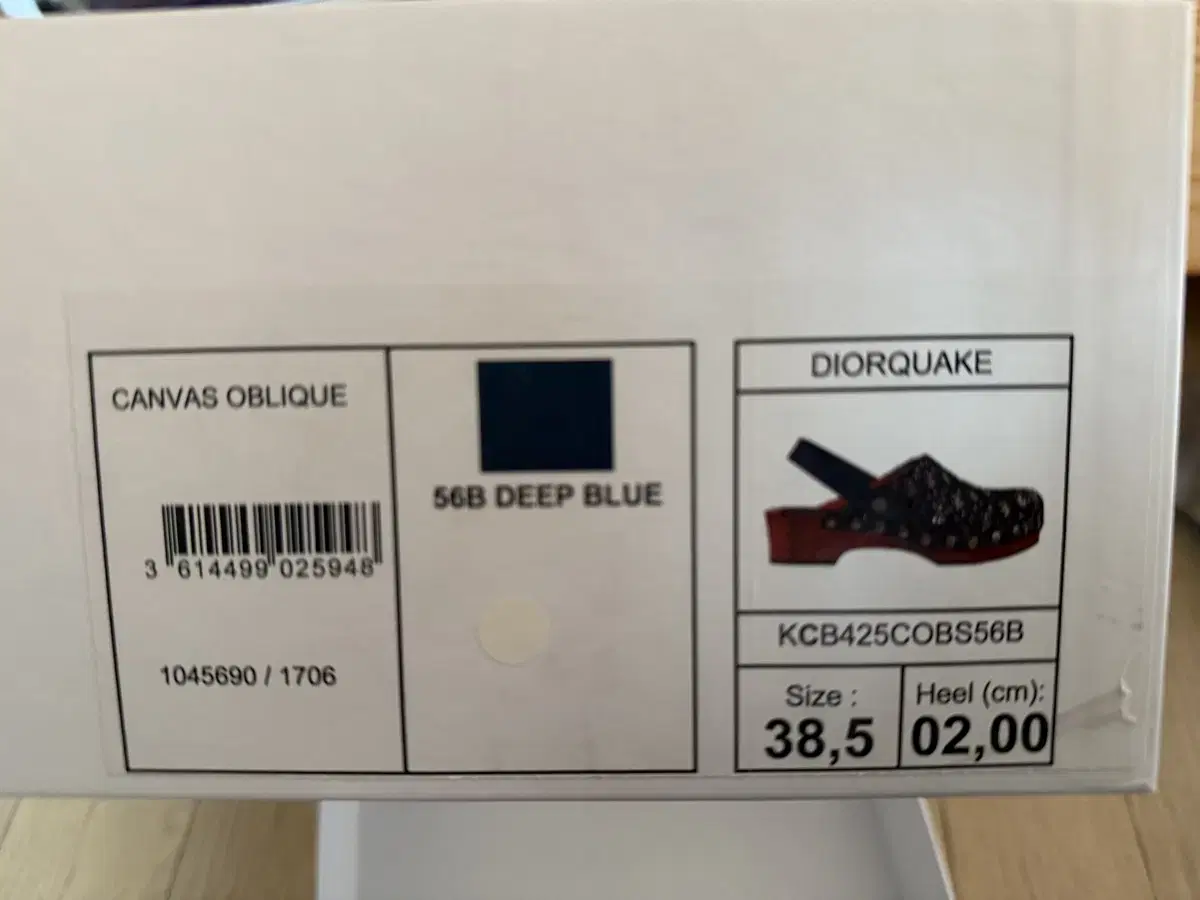 CANVAS OBLIQUE
3 614499 025948
1045690 / 1706
56B DEEP BLUE
DIORQUAKE
KCB425COBS56B
Size :
38,5
Heel (cm):
02,00